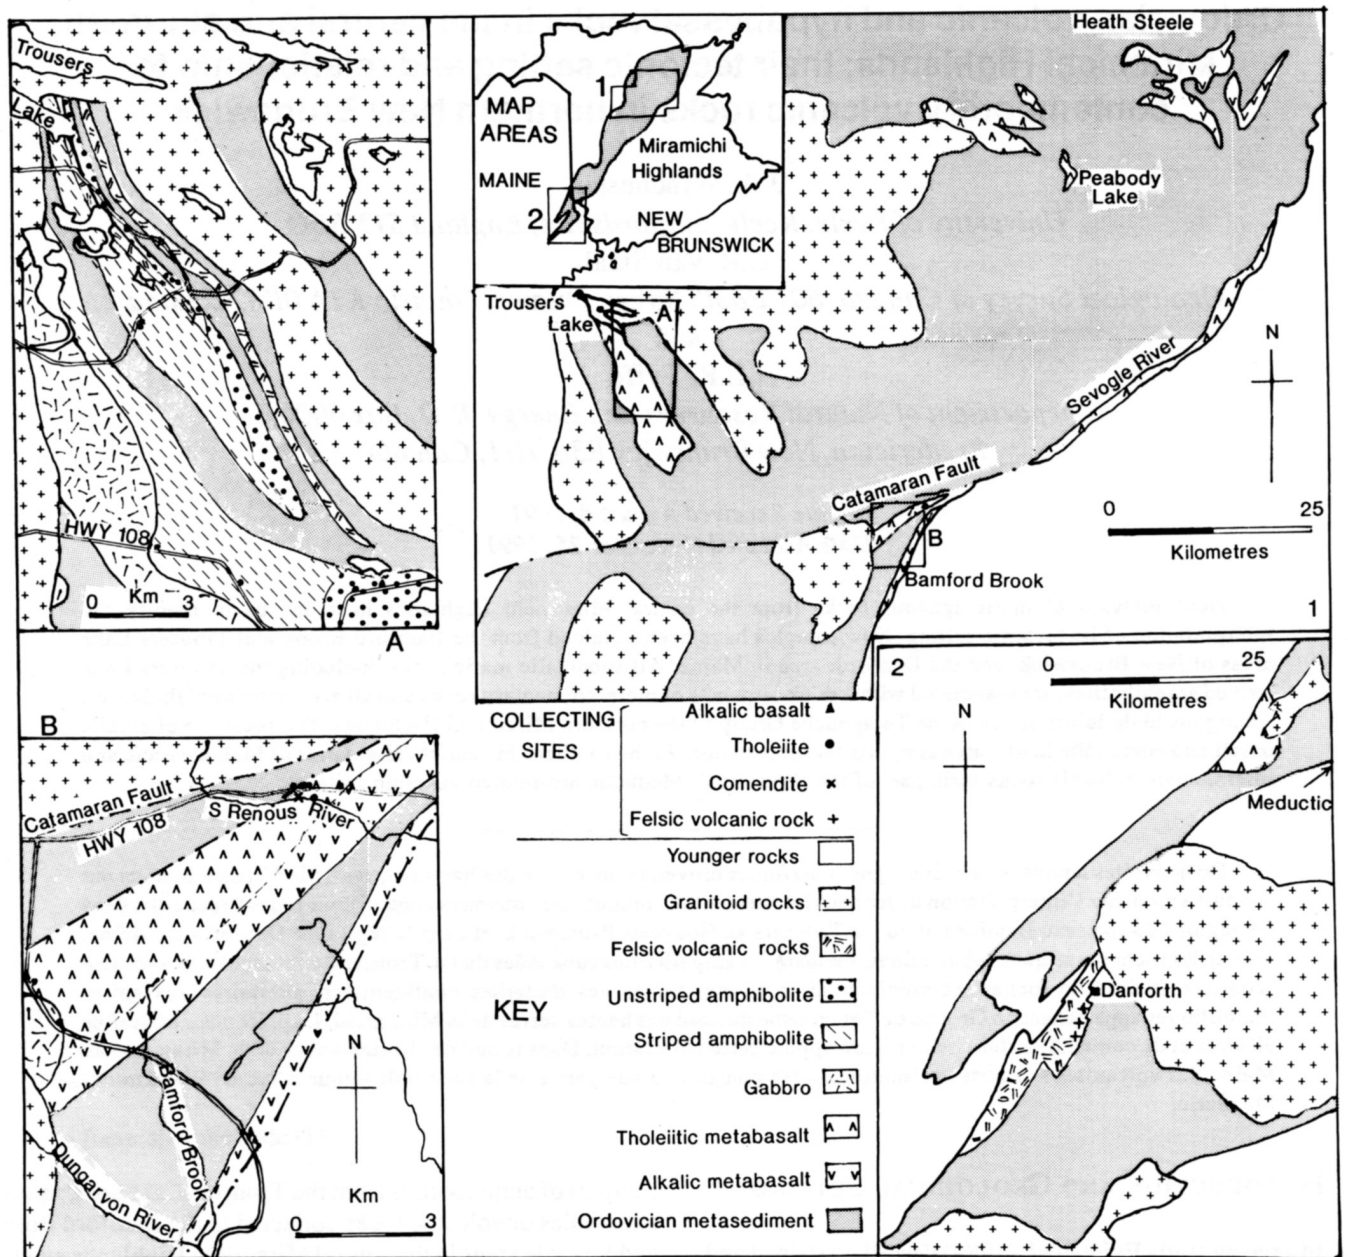 Trousers
Lake
HWY 108
0 Km 3
A
MAP
AREAS
MAINE
1
2
Miramichi
Highlands
NEW
BRUNSWICK
Heath Steele
Peabody
Lake
Trousers
Lake
A
Sevogle River
N
Catamaran Fault
B
Bamford Brook
0 25
Kilometres
1
B
Catamaran Fault
HWY 108
S Renous River
Bamford Brook
Dungarvon River
N
Km
0 3
COLLECTING
SITES
Alkalic basalt
Tholeiite
Comendite
Felsic volcanic rock
KEY
Younger rocks
Granitoid rocks
Felsic volcanic rocks
Unstriped amphibolite
Striped amphibolite
Gabbro
Tholeiitic metabasalt
Alkalic metabasalt
Ordovician metasediment
2
0 25
Kilometres
N
Meductic
Danforth